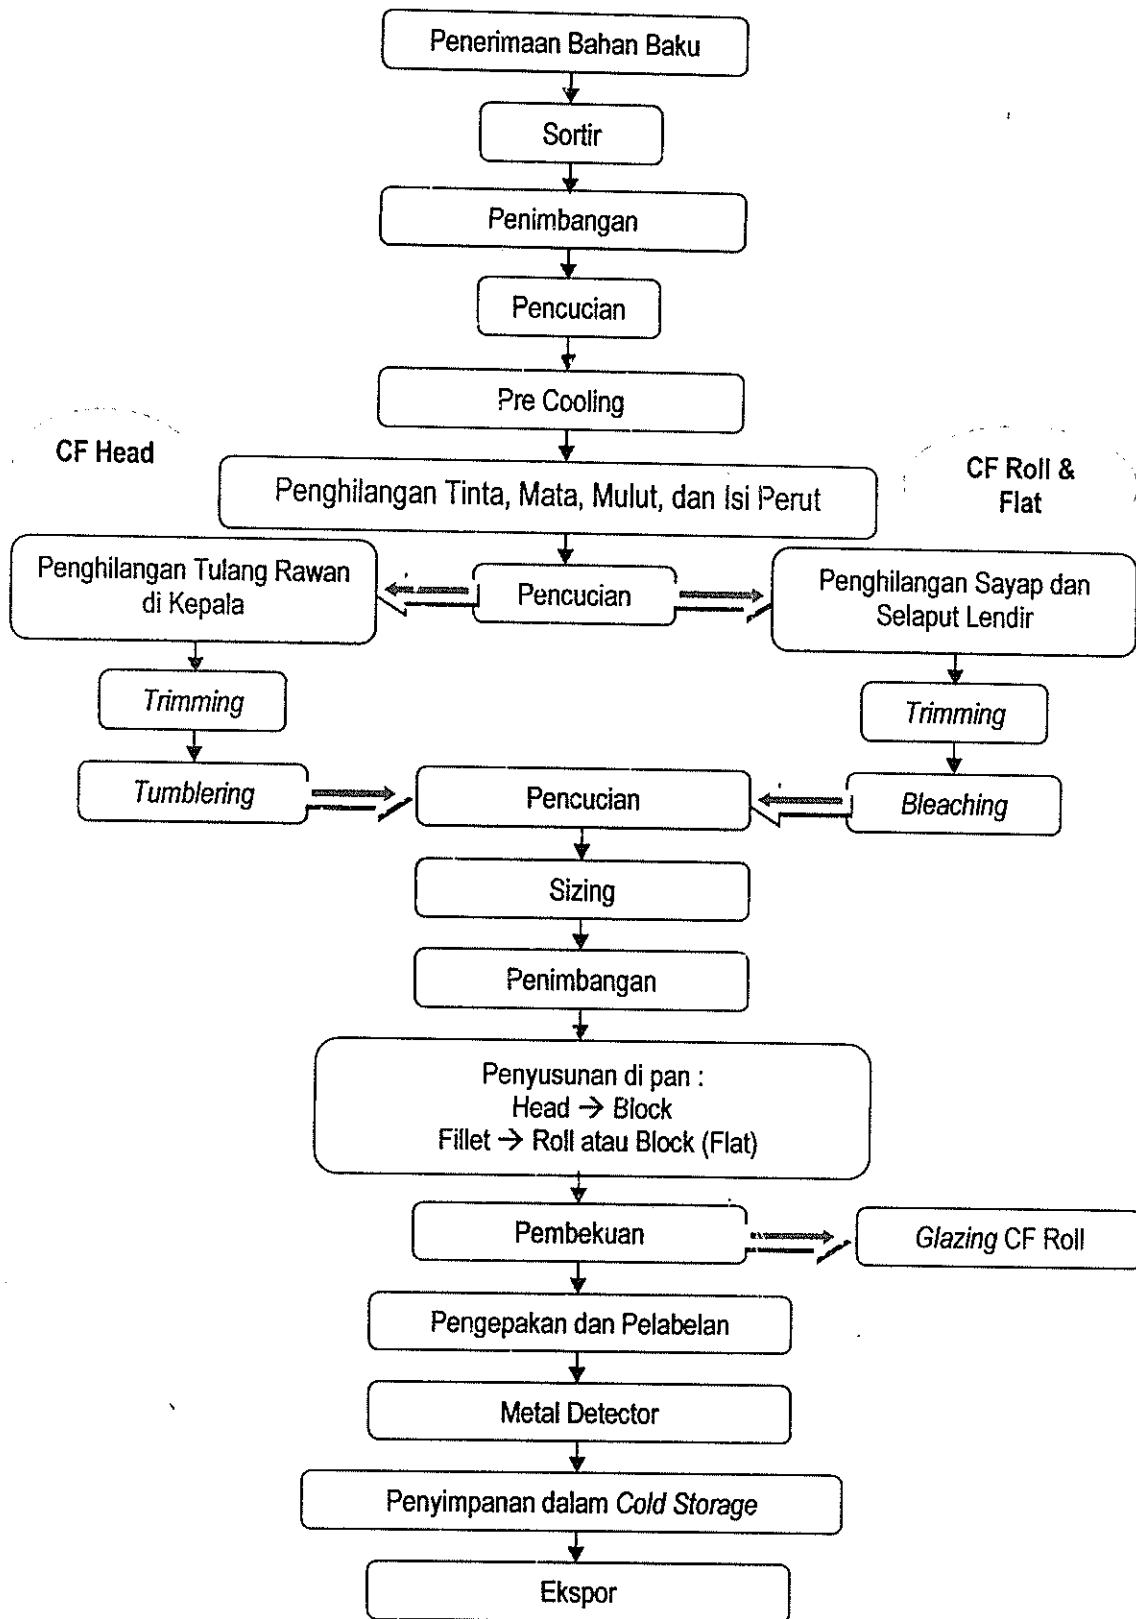 Penerimaan Bahan Baku
Sortir
Penimbangan
Pencucian
Pre Cooling
CF Head
Penghilangan Tinta, Mata, Mulut, dan Isi Perut
CF Roll &
Flat
Penghilangan Tulang Rawan
di Kepala
Pencucian
Penghilangan Sayap dan
Selaput Lendir
Trimming
Trimming
Tumblering
Pencucian
Bleaching
Sizing
Penimbangan
Penyusunan di pan :
Head → Block
Fillet → Roll atau Block (Flat)
Pembekuan
Glazing CF Roll
Pengepakan dan Pelabelan
Metal Detector
Penyimpanan dalam Cold Storage
Ekspor